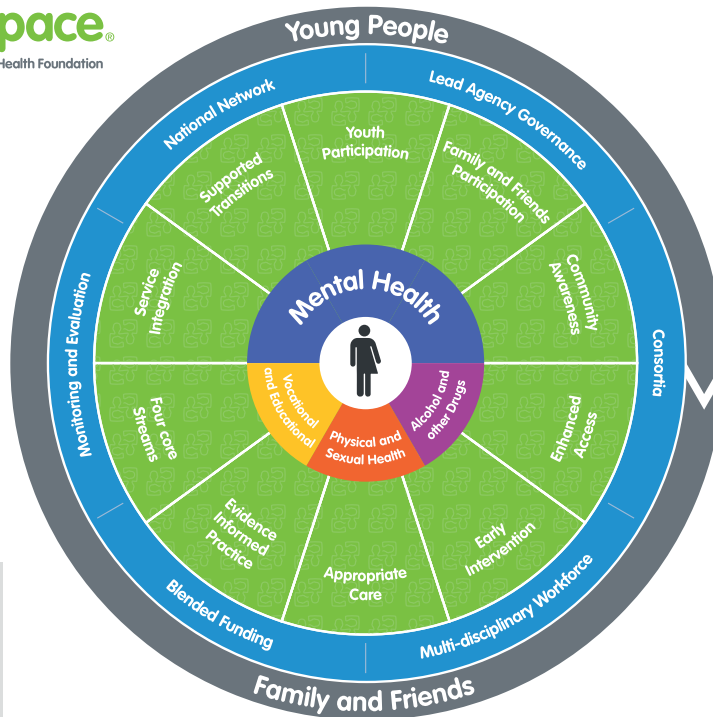 pace®
Health Foundation
Young People
National Network
Lead Agency Governance
Youth
Participation
Supported
Transitions
Family and Friends
Participation
Service
Integration
Community
Awareness
Mental Health
Monitoring and Evaluation
Consortia
Vocational
and Educational
Physical and
Sexual Health
Alcohol and
other Drugs
Four core
Streams
Enhanced
Access
Evidence
Informed
Practice
Appropriate
Care
Early
Intervention
Blended Funding
Multi-disciplinary Workforce
Family and Friends